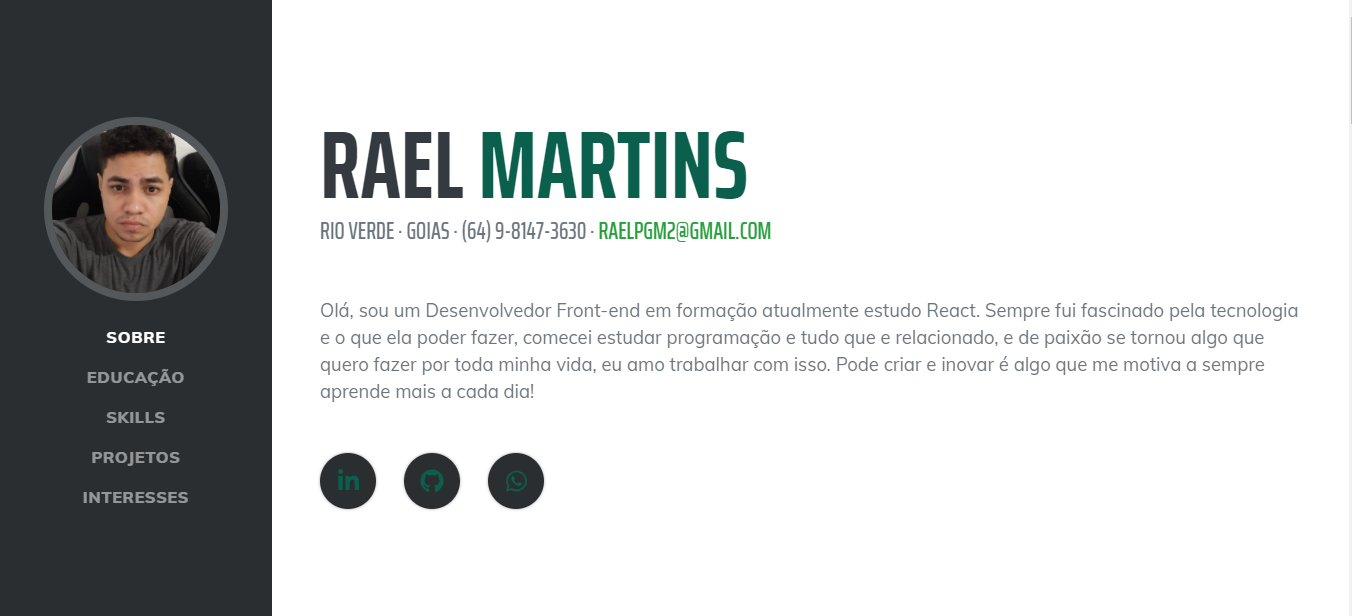 SOBRE
EDUCAÇÃO
SKILLS
PROJETOS
INTERESSES
RAEL MARTINS
RIO VERDE · GOIAS · (64) 9-8147-3630 · RAELPGM2@GMAIL.COM
Olá, sou um Desenvolvedor Front-end em formação atualmente estudo React. Sempre fui fascinado pela tecnologia
e o que ela poder fazer, comecei estudar programação e tudo que e relacionado, e de paixão se tornou algo que
quero fazer por toda minha vida, eu amo trabalhar com isso. Pode criar e inovar é algo que me motiva a sempre
aprende mais a cada dia!
in